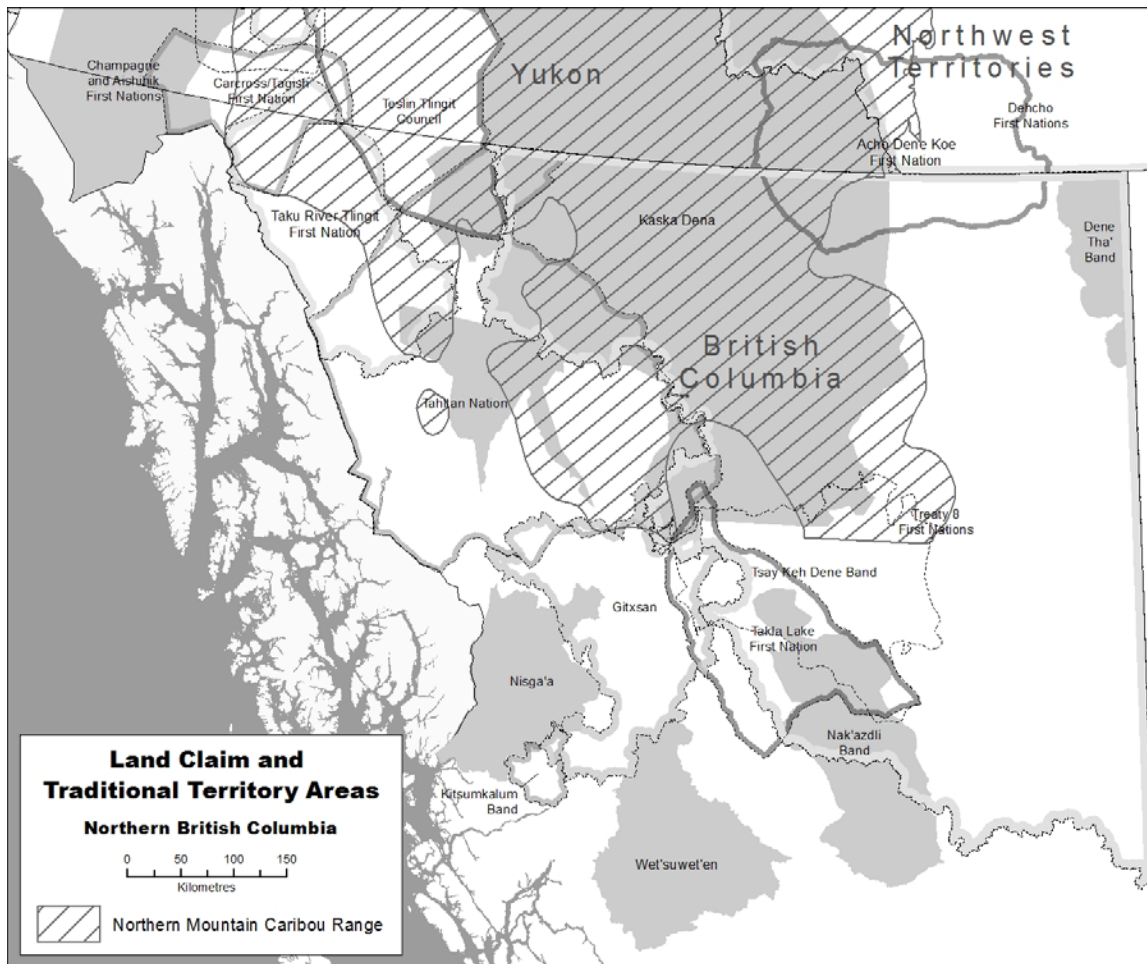 Northwest
Territories
Yukon
Champagne
and Aishihik
First Nations
Carcross/Tagish
First Nation
Teslin Tlingit
Council
Dehcho
First Nations
Acho Dene Koe
First Nation
Taku River Tlingit
First Nation
Kaska Dena
Dene
Tha'
Band
British
Columbia
Tahltan Nation
Treaty 8
First Nations
Tsay Keh Dene Band
Gitxsan
Takla Lake
First Nation
Nisga'a
Nak'azdli
Band
Kitsumkalum
Band
Wet'suwet'en
Land Claim and
Traditional Territory Areas
Northern British Columbia
0 50 100 150
Kilometres
Northern Mountain Caribou Range